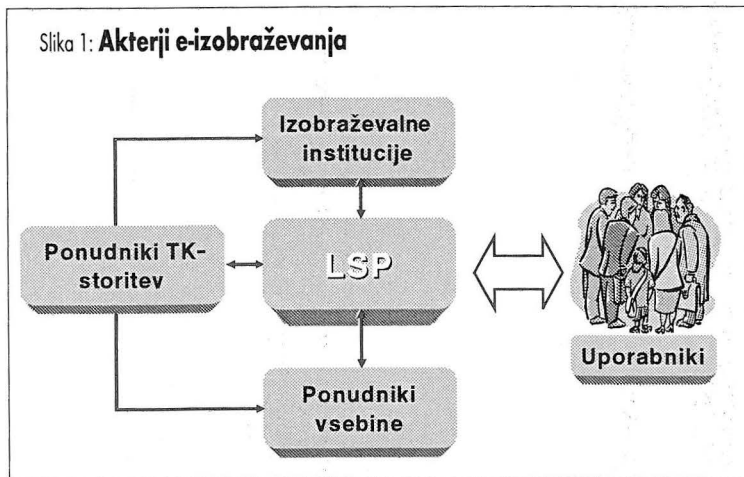 Slika 1: Akterji e-izobraževanja
Izobraževalne
institucije
Ponudniki TK-
storitev
LSP
Ponudniki
vsebine
Uporabniki